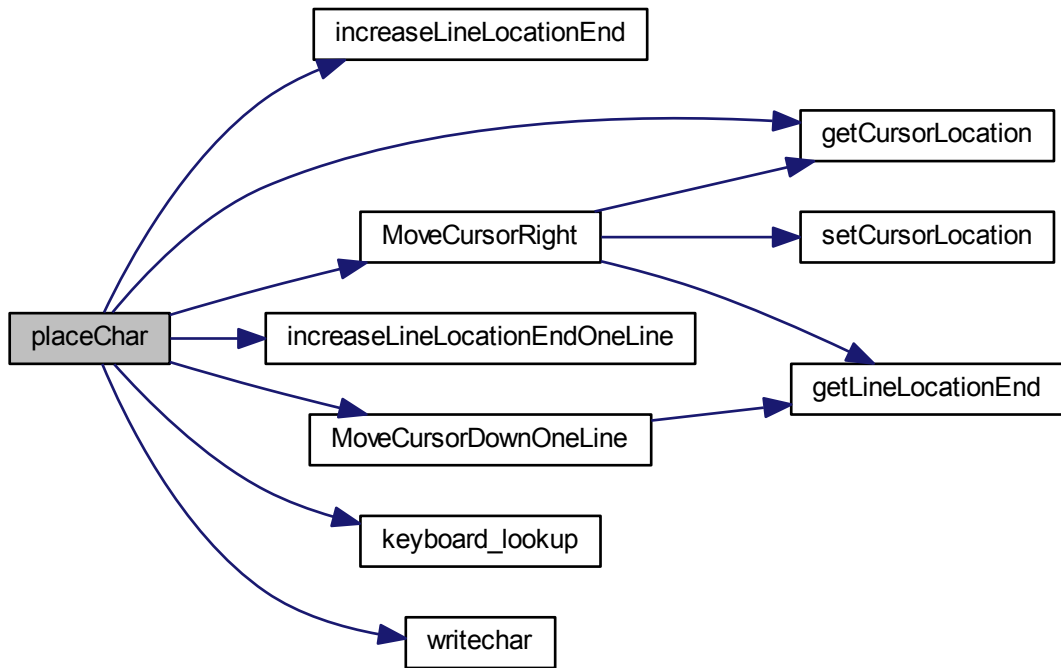 increaseLineLocationEnd
getCursorLocation
MoveCursorRight
setCursorLocation
placeChar
increaseLineLocationEndOneLine
getLineLocationEnd
MoveCursorDownOneLine
keyboard_lookup
writechar